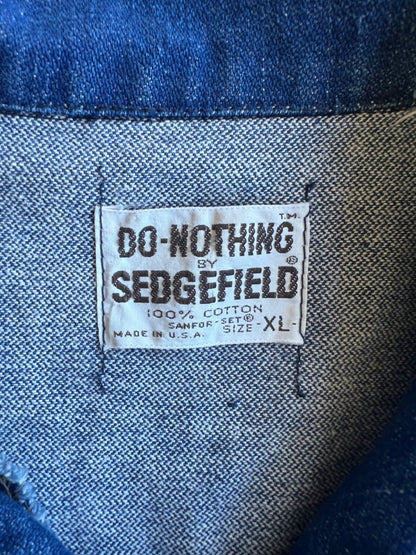 T.M.
DO-NOTHING
BY
SEDGEFIELD®
100% COTTON
SANFOR-SET®
MADE IN U.S.A. SIZE -XL-